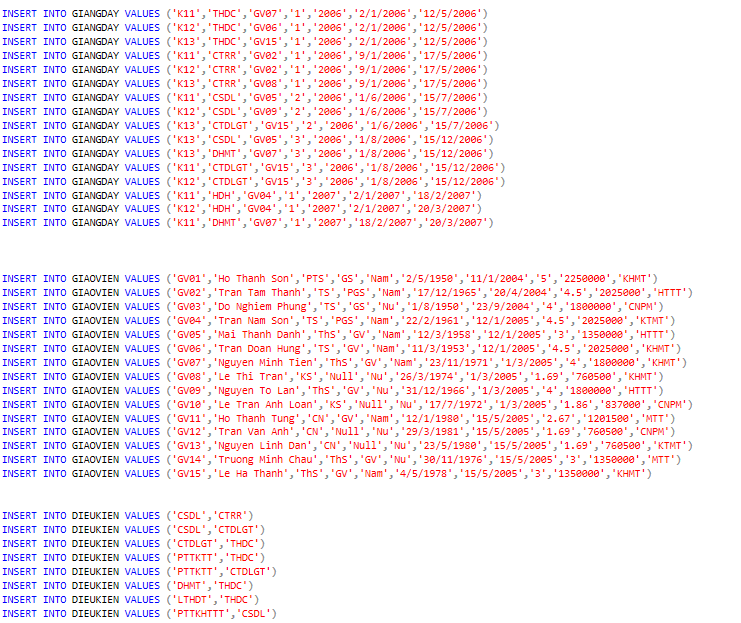 INSERT INTO GIANGDAY VALUES ('K11','THDC','GV07','1','2006','2/1/2006','12/5/2006')
INSERT INTO GIANGDAY VALUES ('K12','THDC','GV06','1','2006','2/1/2006','12/5/2006')
INSERT INTO GIANGDAY VALUES ('K13','THDC','GV15','1','2006','2/1/2006','12/5/2006')
INSERT INTO GIANGDAY VALUES ('K11','CTRR','GV02','1','2006','9/1/2006','17/5/2006')
INSERT INTO GIANGDAY VALUES ('K12','CTRR','GV02','1','2006','9/1/2006','17/5/2006')
INSERT INTO GIANGDAY VALUES ('K13','CTRR','GV08','1','2006','9/1/2006','17/5/2006')
INSERT INTO GIANGDAY VALUES ('K11','CSDL','GV05','2','2006','1/6/2006','15/7/2006')
INSERT INTO GIANGDAY VALUES ('K12','CSDL','GV09','2','2006','1/6/2006','15/7/2006')
INSERT INTO GIANGDAY VALUES ('K13','CTDLGT','GV15','2','2006','1/6/2006','15/7/2006')
INSERT INTO GIANGDAY VALUES ('K13','CSDL','GV05','3','2006','1/8/2006','15/12/2006')
INSERT INTO GIANGDAY VALUES ('K13','DHMT','GV07','3','2006','1/8/2006','15/12/2006')
INSERT INTO GIANGDAY VALUES ('K11','CTDLGT','GV15','3','2006','1/8/2006','15/12/2006')
INSERT INTO GIANGDAY VALUES ('K12','CTDLGT','GV15','3','2006','1/8/2006','15/12/2006')
INSERT INTO GIANGDAY VALUES ('K11','HDH','GV04','1','2007','2/1/2007','18/2/2007')
INSERT INTO GIANGDAY VALUES ('K12','HDH','GV04','1','2007','2/1/2007','20/3/2007')
INSERT INTO GIANGDAY VALUES ('K11','DHMT','GV07','1','2007','18/2/2007','20/3/2007')
INSERT INTO GIAOVIEN VALUES ('GV01','Ho Thanh Son','PTS','GS','Nam','2/5/1950','11/1/2004','5','2250000','KHMT')
INSERT INTO GIAOVIEN VALUES ('GV02','Tran Tam Thanh','TS','PGS','Nam','17/12/1965','20/4/2004','4.5','2025000','HTTT')
INSERT INTO GIAOVIEN VALUES ('GV03','Do Nghiem Phung','TS','GS','Nu','1/8/1950','23/9/2004','4','1800000','CNPM')
INSERT INTO GIAOVIEN VALUES ('GV04','Tran Nam Son','TS','PGS','Nam','22/2/1961','12/1/2005','4.5','2025000','KTMT')
INSERT INTO GIAOVIEN VALUES ('GV05','Mai Thanh Danh','ThS','GV','Nam','12/3/1958','12/1/2005','3','1350000','HTTT')
INSERT INTO GIAOVIEN VALUES ('GV06','Tran Doan Hung','TS','GV','Nam','11/3/1953','12/1/2005','4.5','2025000','KHMT')
INSERT INTO GIAOVIEN VALUES ('GV07','Nguyen Minh Tien','ThS','GV','Nam','23/11/1971','1/3/2005','4','1800000','KHMT')
INSERT INTO GIAOVIEN VALUES ('GV08','Le Thi Tran','KS','Null','Nu','26/3/1974','1/3/2005','1.69','760500','KHMT')
INSERT INTO GIAOVIEN VALUES ('GV09','Nguyen To Lan','ThS','GV','Nu','31/12/1966','1/3/2005','4','1800000','HTTT')
INSERT INTO GIAOVIEN VALUES ('GV10','Le Tran Anh Loan','KS','Null','Nu','17/7/1972','1/3/2005','1.86','837000','CNPM')
INSERT INTO GIAOVIEN VALUES ('GV11','Ho Thanh Tung','CN','GV','Nam','12/1/1980','15/5/2005','2.67','1201500','MTT')
INSERT INTO GIAOVIEN VALUES ('GV12','Tran Van Anh','CN','Null','Nu','29/3/1981','15/5/2005','1.69','760500','CNPM')
INSERT INTO GIAOVIEN VALUES ('GV13','Nguyen Linh Dan','CN','Null','Nu','23/5/1980','15/5/2005','1.69','760500','KTMT')
INSERT INTO GIAOVIEN VALUES ('GV14','Truong Minh Chau','ThS','GV','Nu','30/11/1976','15/5/2005','3','1350000','MTT')
INSERT INTO GIAOVIEN VALUES ('GV15','Le Ha Thanh','ThS','GV','Nam','4/5/1978','15/5/2005','3','1350000','KHMT')
INSERT INTO DIEUKIEN VALUES ('CSDL','CTRR')
INSERT INTO DIEUKIEN VALUES ('CSDL','CTDLGT')
INSERT INTO DIEUKIEN VALUES ('CTDLGT','THDC')
INSERT INTO DIEUKIEN VALUES ('PTTKTT','THDC')
INSERT INTO DIEUKIEN VALUES ('PTTKTT','CTDLGT')
INSERT INTO DIEUKIEN VALUES ('DHMT','THDC')
INSERT INTO DIEUKIEN VALUES ('LTHDT','THDC')
INSERT INTO DIEUKIEN VALUES ('PTTKHTTT','CSDL')